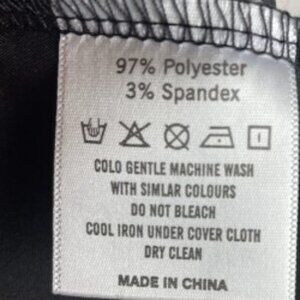 97% Polyester
3% Spandex
COLD GENTLE MACHINE WASH
WITH SIMLAR COLOURS
DO NOT BLEACH
COOL IRON UNDER COVER CLOTH
DRY CLEAN
MADE IN CHINA